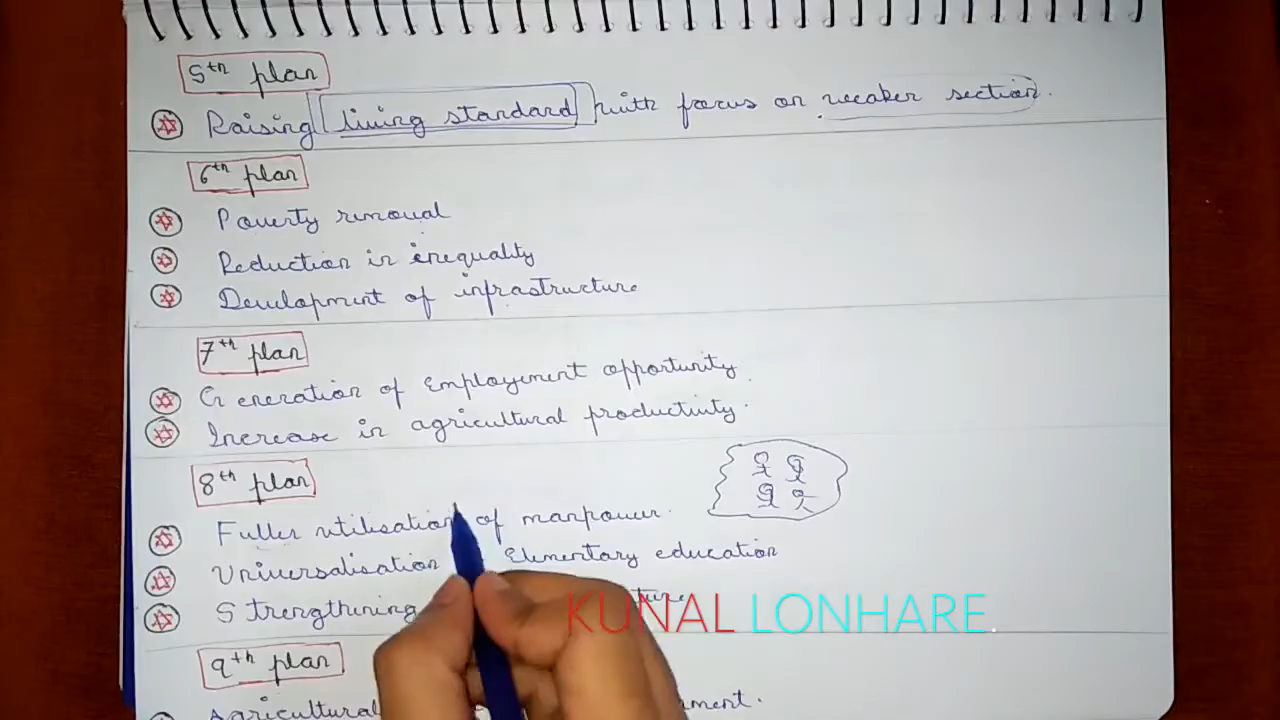 5th plan
Raising living standard with focus on weaker section.
6th plan
Poverty removal
Reduction in inequality
Development of infrastructure
7th plan
Generation of Employement opportunity.
Increase in agricultural productivity.
8th plan
Fuller utilisation of manpower.
Universalisation Elementary education
Strengthining
KUNAL LONHARE.
9th plan
Agricultural